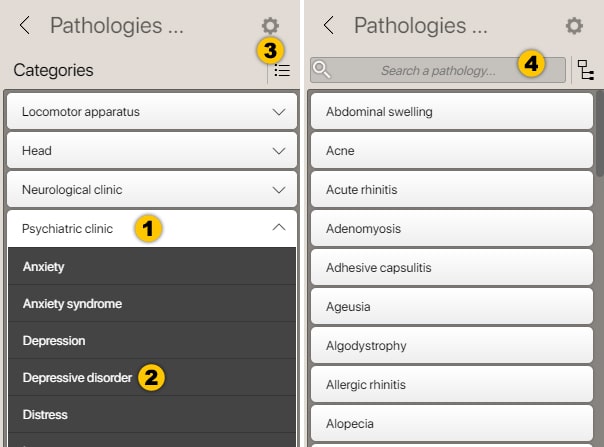 Pathologies ...
3
Categories
Locomotor apparatus
Head
Neurological clinic
Psychiatric clinic 1
Anxiety
Anxiety syndrome
Depression
Depressive disorder 2
Distress
Pathologies ...
Search a pathology... 4
Abdominal swelling
Acne
Acute rhinitis
Adenomyosis
Adhesive capsulitis
Ageusia
Algodystrophy
Allergic rhinitis
Alopecia